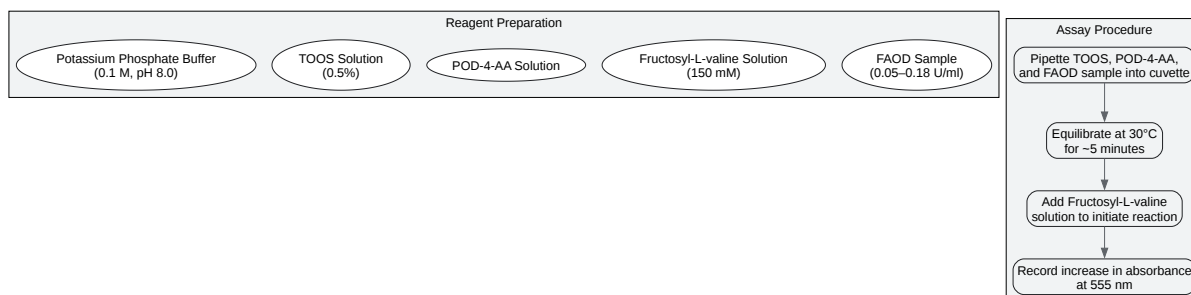 Reagent Preparation
Potassium Phosphate Buffer
(0.1 M, pH 8.0)
TOOS Solution
(0.5%)
POD-4-AA Solution
Fructosyl-L-valine Solution
(150 mM)
FAOD Sample
(0.05–0.18 U/ml)
Assay Procedure
Pipette TOOS, POD-4-AA,
and FAOD sample into cuvette
Equilibrate at 30°C
for ~5 minutes
Add Fructosyl-L-valine
solution to initiate reaction
Record increase in absorbance
at 555 nm